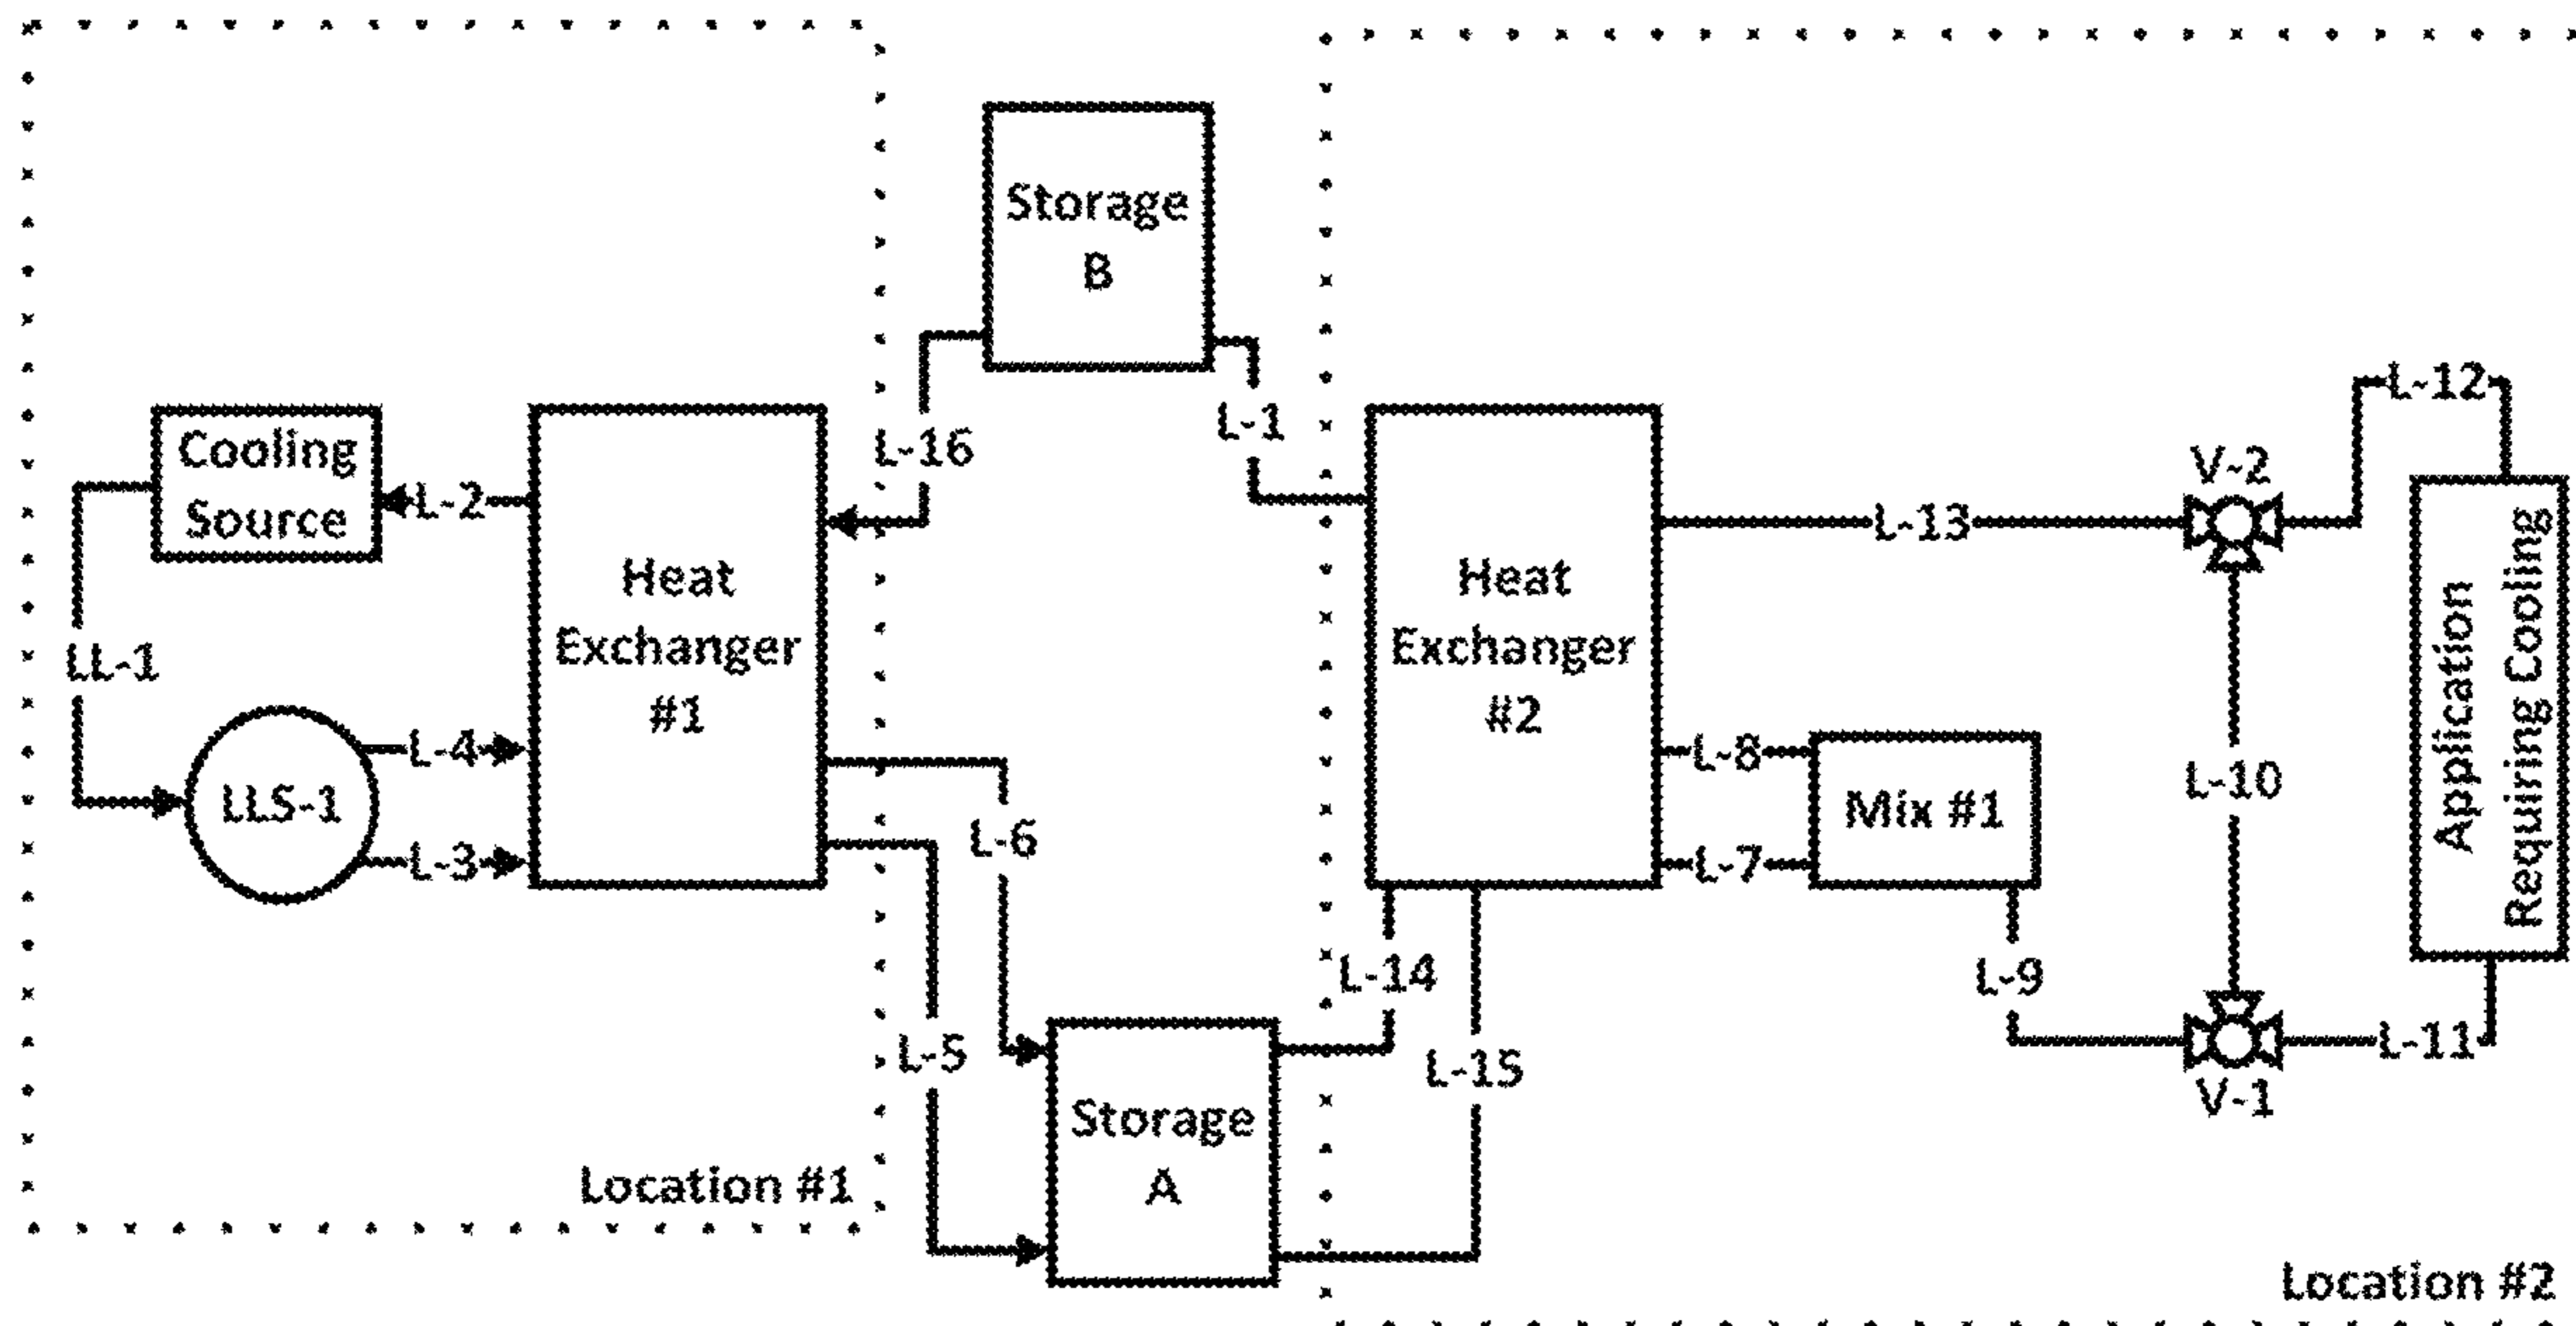 Storage
B
L-12
Cooling
Source
L-16
L-1
V-2
L-2
L-13
Heat
Exchanger
#1
Heat
Exchanger
#2
Application
Requiring Cooling
LL-1
L-4
LLS-1
L-3
L-6
L-8
Mix #1
L-7
L-10
L-14
L-9
L-5
L-15
L-11
V-1
Storage
A
Location #1
Location #2